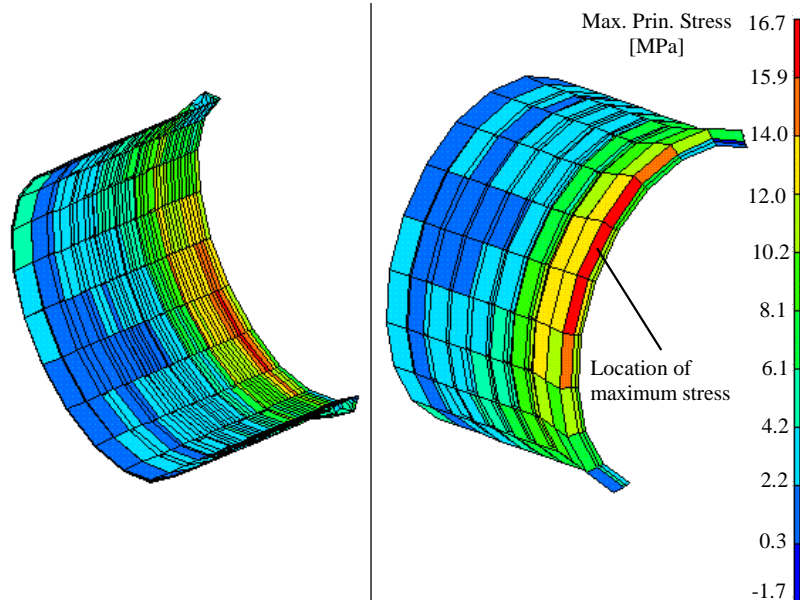 Max. Prin. Stress
[MPa]
16.7
15.9
14.0
12.0
10.2
8.1
6.1
4.2
2.2
0.3
-1.7
Location of
maximum stress